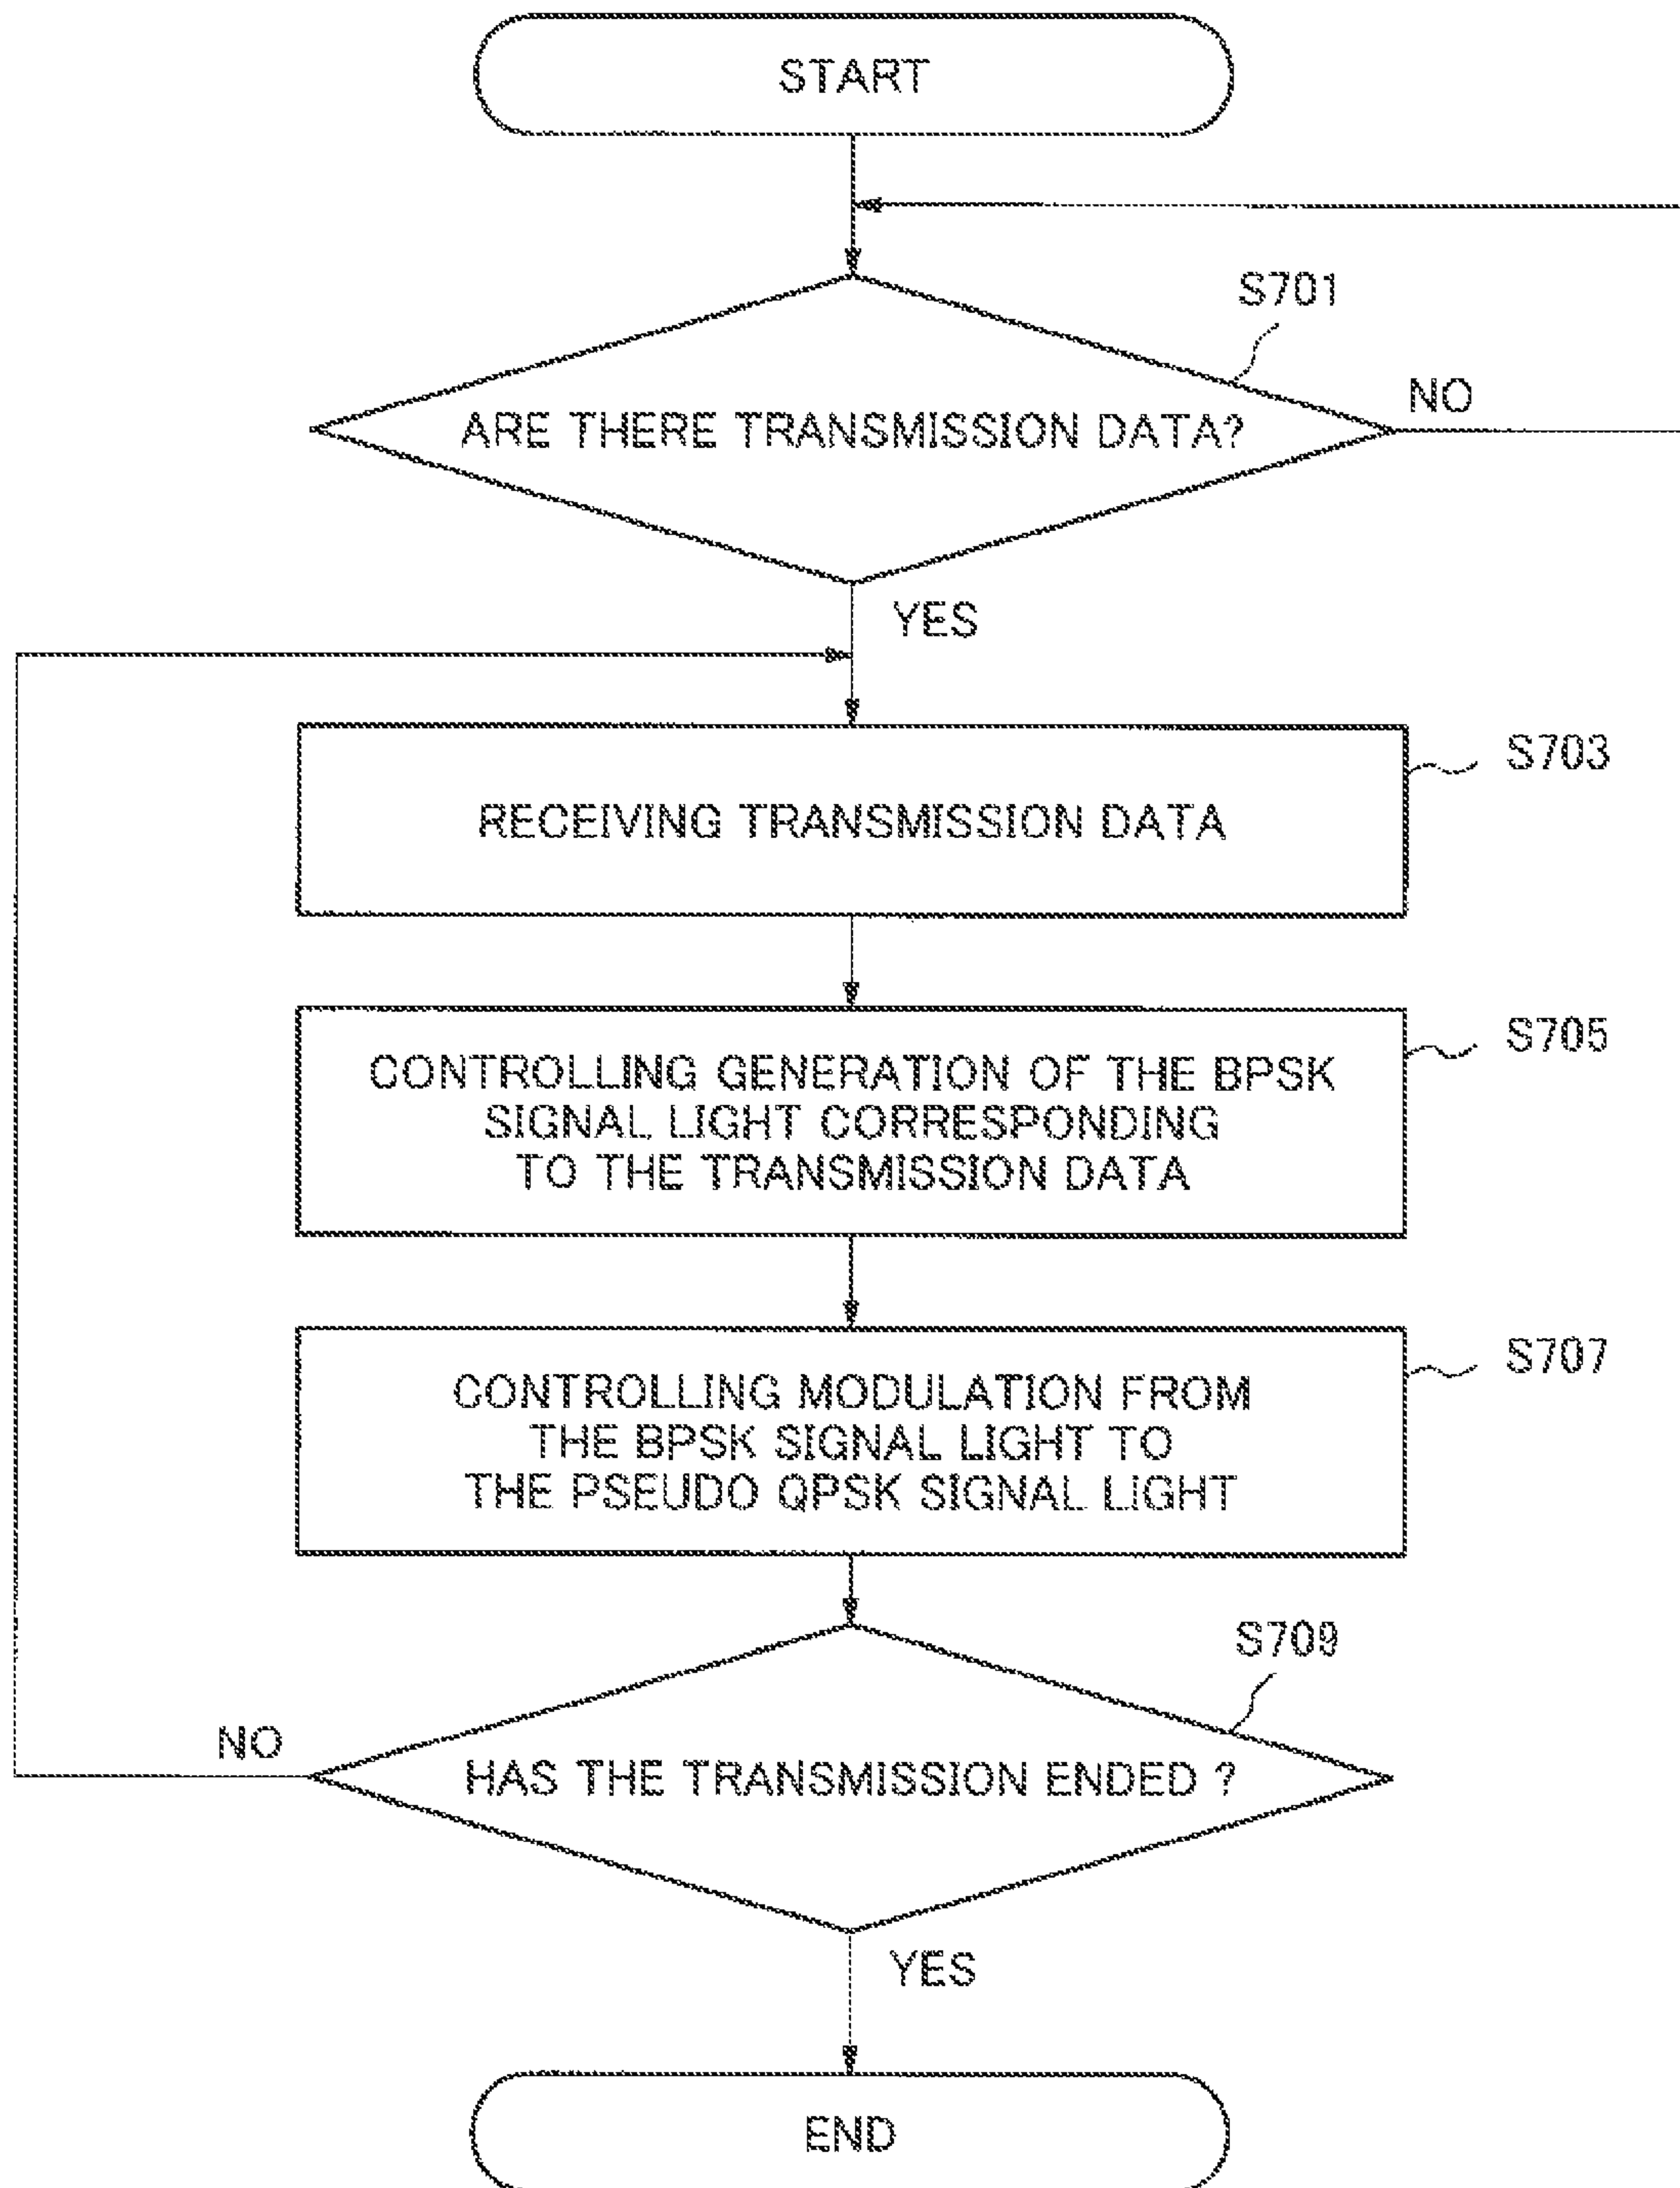 START
S701
ARE THERE TRANSMISSION DATA?
NO
YES
RECEIVING TRANSMISSION DATA
S703
CONTROLLING GENERATION OF THE BPSK
SIGNAL LIGHT CORRESPONDING
TO THE TRANSMISSION DATA
S705
CONTROLLING MODULATION FROM
THE BPSK SIGNAL LIGHT TO
THE PSEUDO QPSK SIGNAL LIGHT
S707
S709
NO
HAS THE TRANSMISSION ENDED ?
YES
END